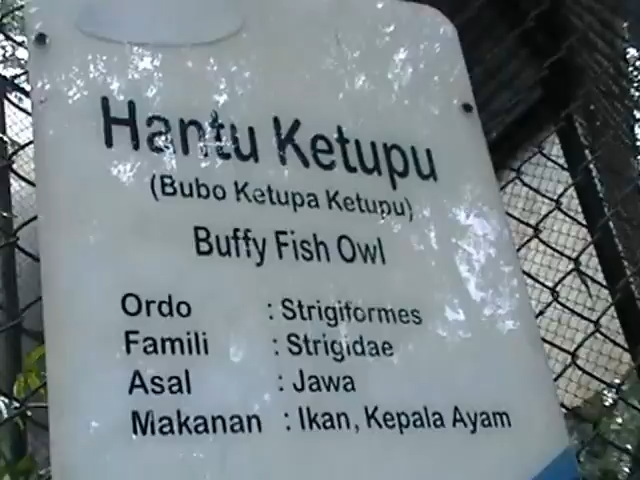 Hantu Ketupu
(Bubo Ketupa Ketupu)
Buffy Fish Owl
Ordo : Strigiformes
Famili : Strigidae
Asal : Jawa
Makanan : Ikan, Kepala Ayam